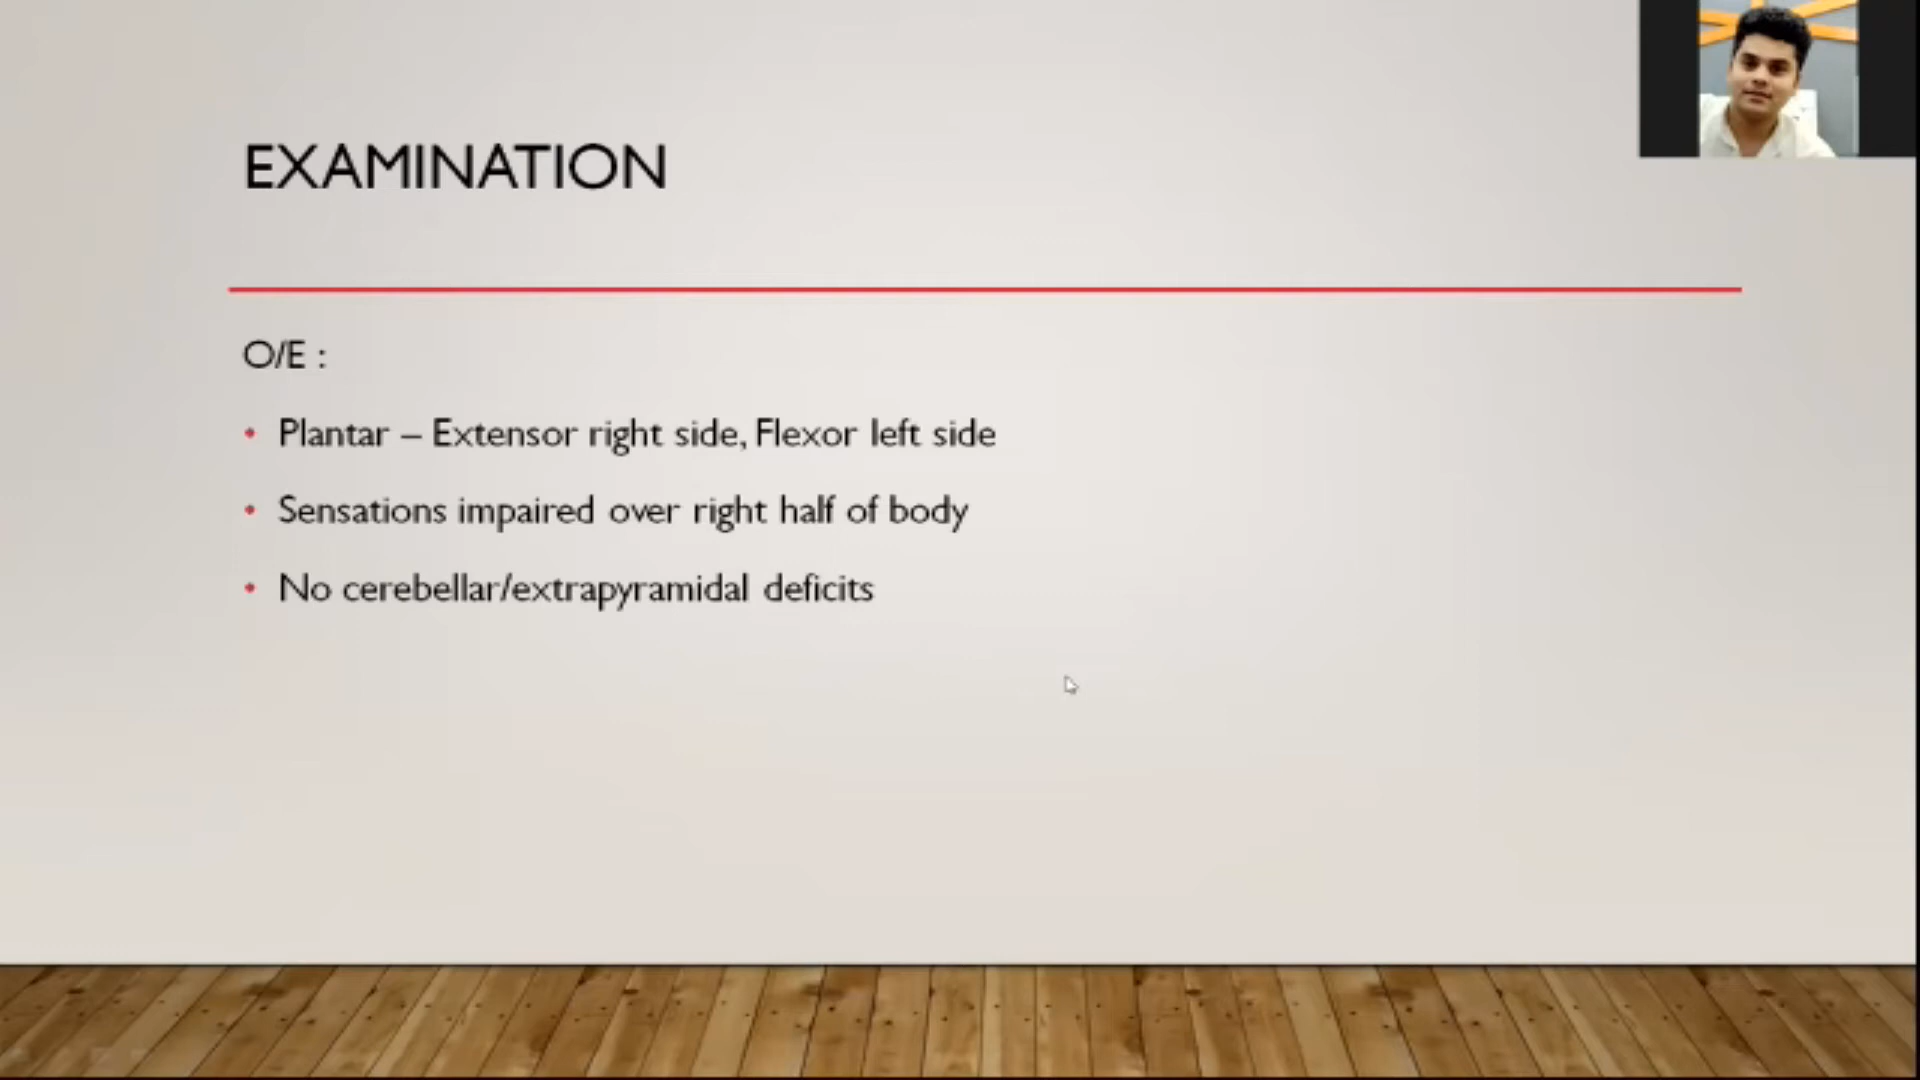 EXAMINATION
O/E :
• Plantar – Extensor right side, Flexor left side
• Sensations impaired over right half of body
• No cerebellar/extrapyramidal deficits